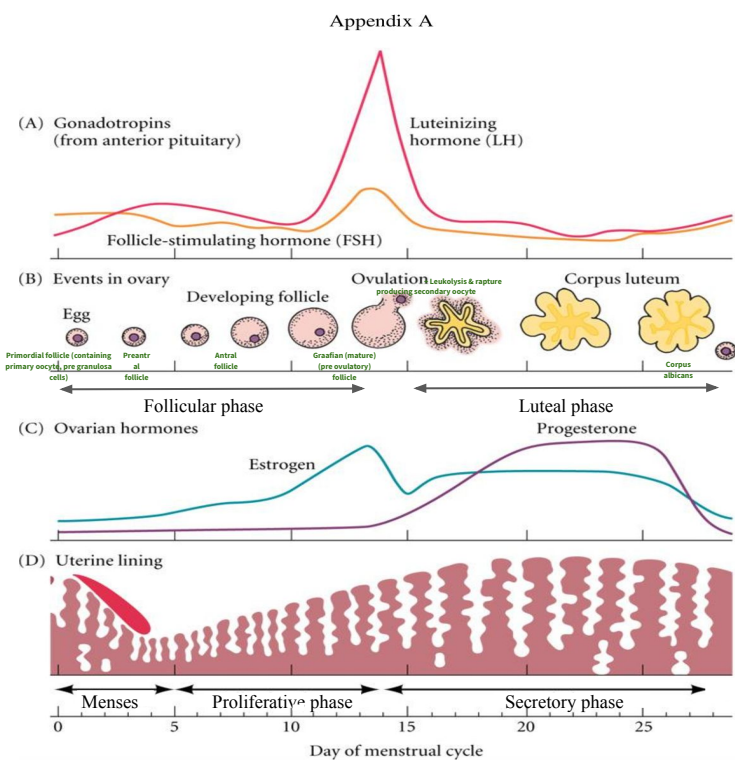 Appendix A
(A) Gonadotropins
(from anterior pituitary)
Luteinizing
hormone (LH)
Follicle-stimulating hormone (FSH)
(B) Events in ovary
Ovulation
Leukolysis & rapture
producing secondary oocyte
Corpus luteum
Developing follicle
Egg
Primordial follicle (containing
primary oocyte, pre granulosa
cells)
Preantr
al
follicle
Antral
follicle
Graafian (mature)
(pre ovulatory)
follicle
Corpus
albicans
Follicular phase
Luteal phase
(C) Ovarian hormones
Progesterone
Estrogen
(D) Uterine lining
Menses
Proliferative phase
Secretory phase
0 5 10 15 20 25
Day of menstrual cycle